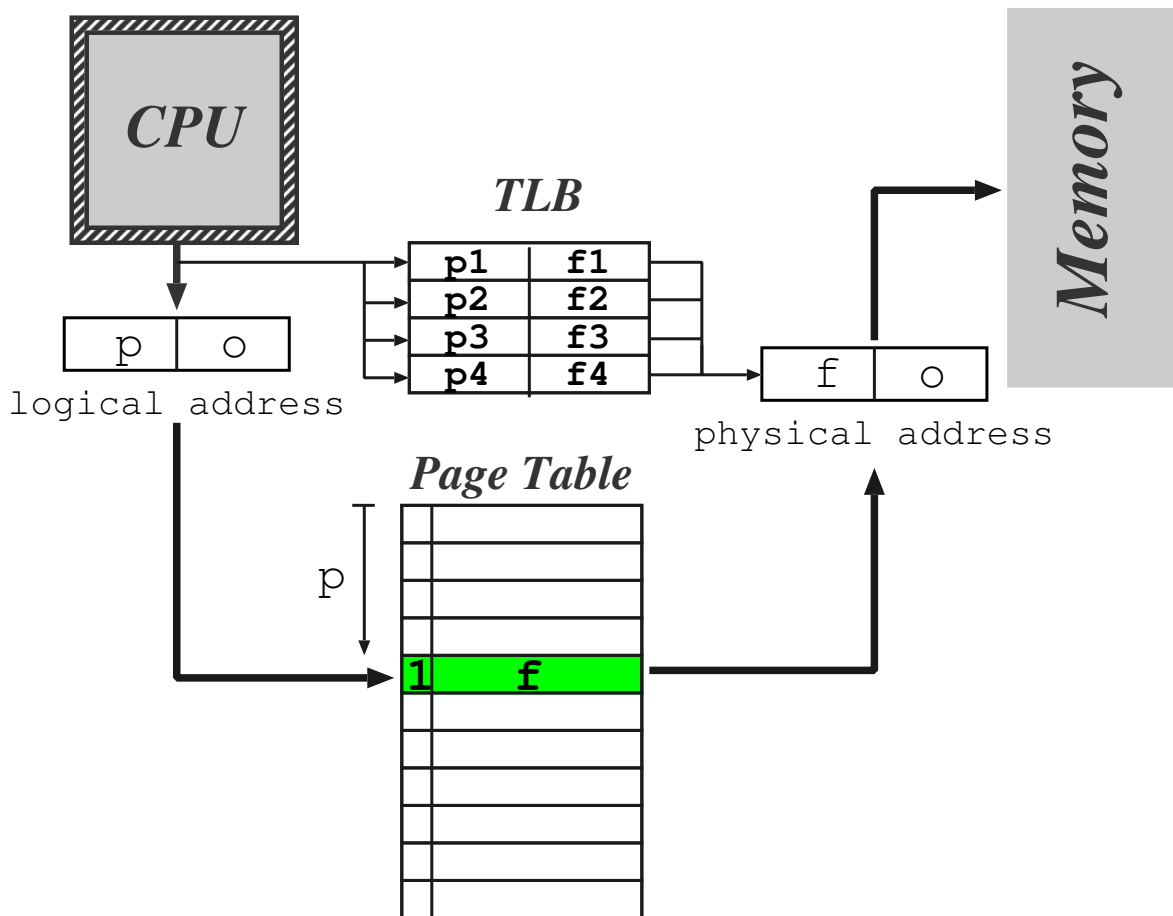 CPU
Memory
TLB
p1 f1
p2 f2
p3 f3
p4 f4
p o
logical address
f o
physical address
Page Table
p
1 f